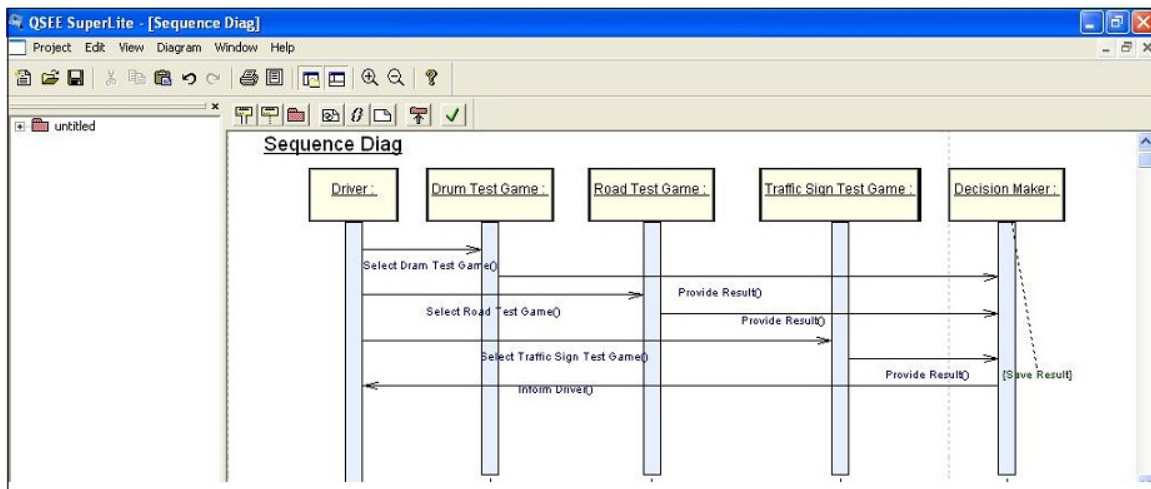 QSEE SuperLite - [Sequence Diag]
Project Edit View Diagram Window Help
untitled
Sequence Diag
Driver :
Drum Test Game :
Road Test Game :
Traffic Sign Test Game :
Decision Maker :
Select Dram Test Game()
Provide Result()
Select Road Test Game()
Provide Result()
Select Traffic Sign Test Game()
Provide Result()
{Save Result}
Inform Driver()